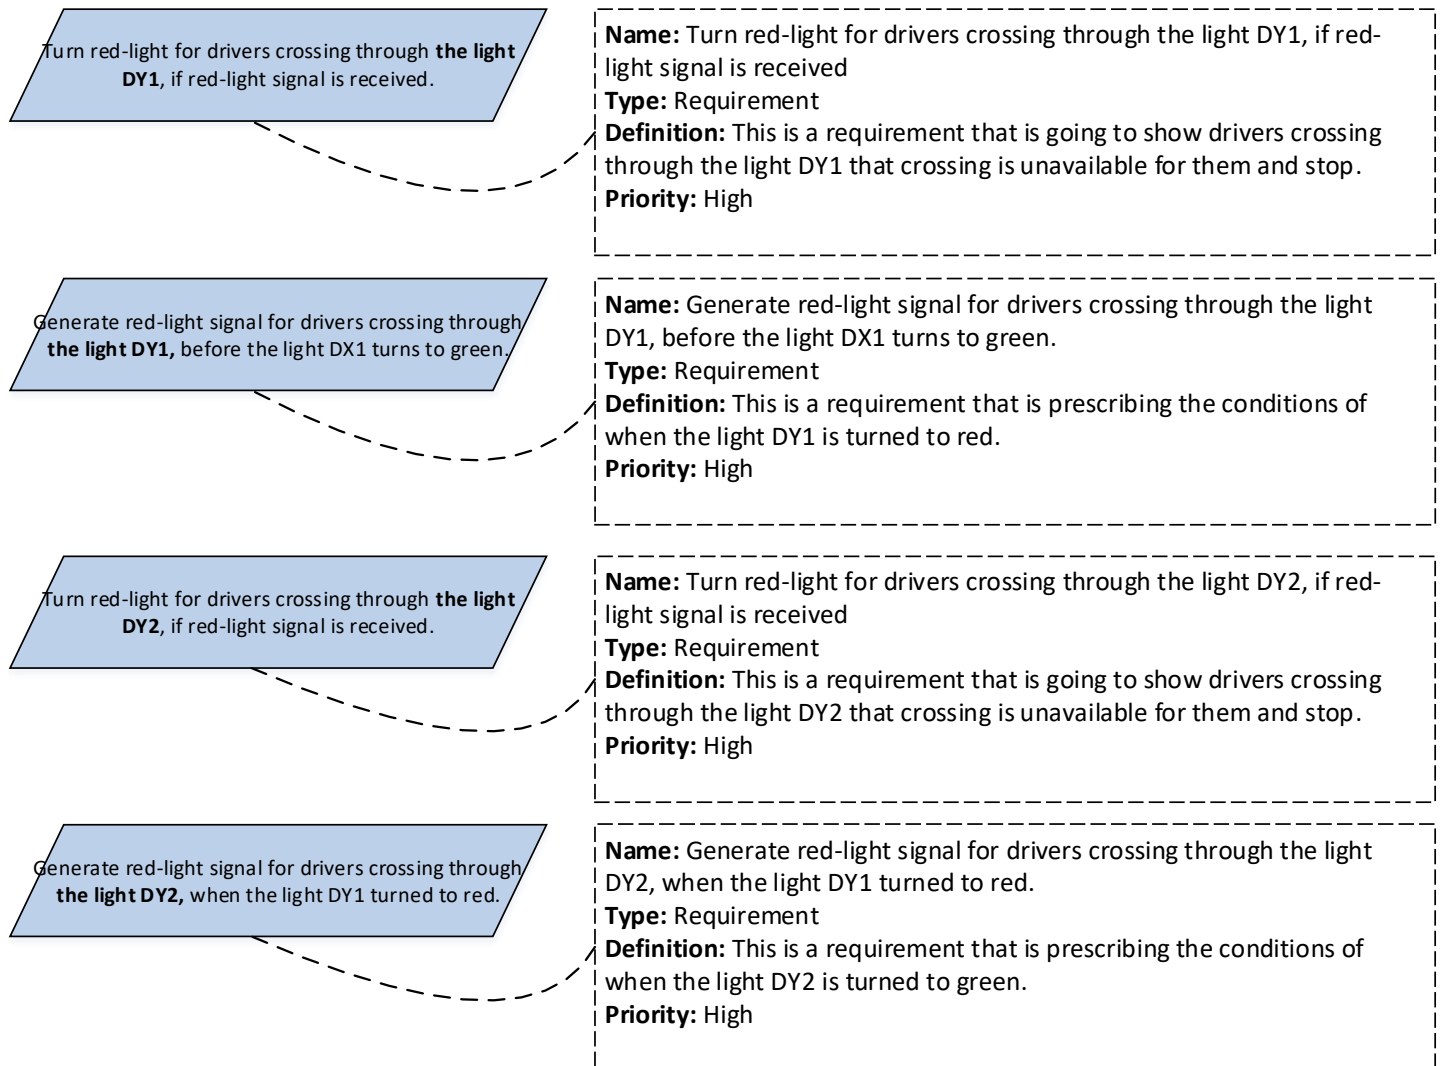 Turn red-light for drivers crossing through the light
DY1, if red-light signal is received.
Name: Turn red-light for drivers crossing through the light DY1, if red-
light signal is received
Type: Requirement
Definition: This is a requirement that is going to show drivers crossing
through the light DY1 that crossing is unavailable for them and stop.
Priority: High
Generate red-light signal for drivers crossing through
the light DY1, before the light DX1 turns to green.
Name: Generate red-light signal for drivers crossing through the light
DY1, before the light DX1 turns to green.
Type: Requirement
Definition: This is a requirement that is prescribing the conditions of
when the light DY1 is turned to red.
Priority: High
Turn red-light for drivers crossing through the light
DY2, if red-light signal is received.
Name: Turn red-light for drivers crossing through the light DY2, if red-
light signal is received
Type: Requirement
Definition: This is a requirement that is going to show drivers crossing
through the light DY2 that crossing is unavailable for them and stop.
Priority: High
Generate red-light signal for drivers crossing through
the light DY2, when the light DY1 turned to red.
Name: Generate red-light signal for drivers crossing through the light
DY2, when the light DY1 turned to red.
Type: Requirement
Definition: This is a requirement that is prescribing the conditions of
when the light DY2 is turned to green.
Priority: High